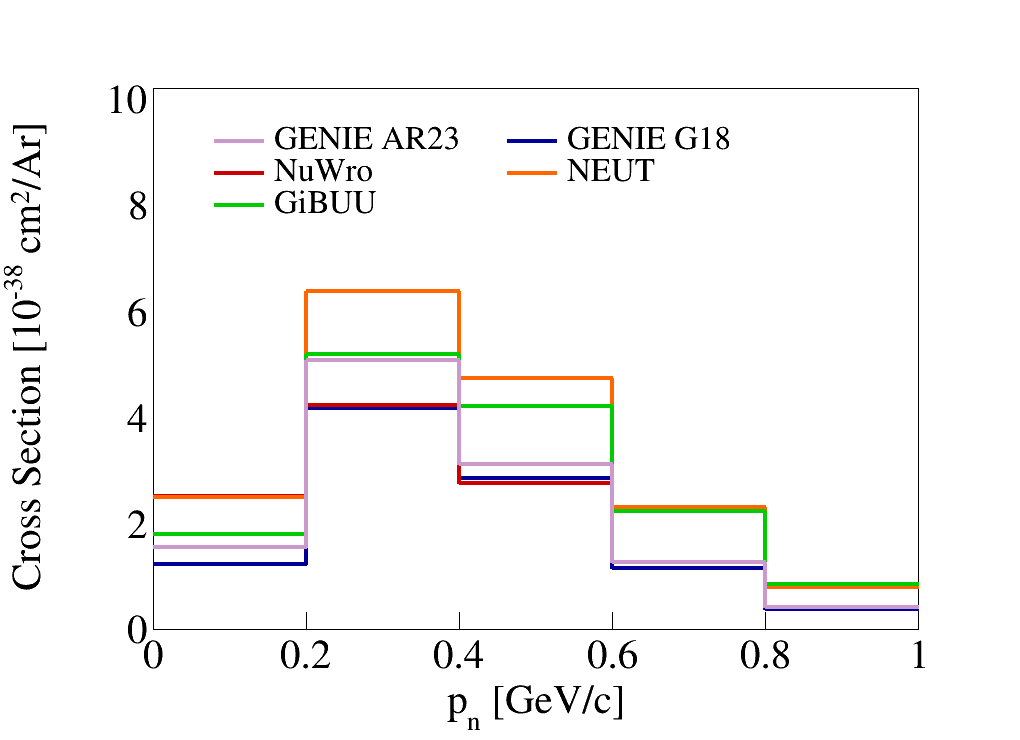 10
8
6
4
2
0
Cross Section [10-38 cm2/Ar]
GENIE AR23
GENIE G18
NuWro
NEUT
GiBUU
0 0.2 0.4 0.6 0.8 1
pn [GeV/c]